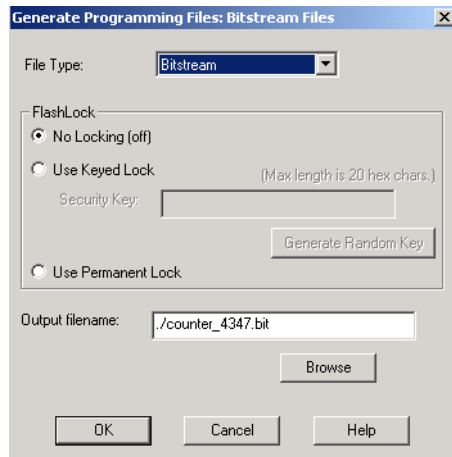 Generate Programming Files: Bitstream Files
File Type: Bitstream
FlashLock
No Locking (off)
Use Keyed Lock (Max length is 20 hex chars.)
Security Key:
Generate Random Key
Use Permanent Lock
Output filename: ./counter_4347.bit
Browse
OK Cancel Help